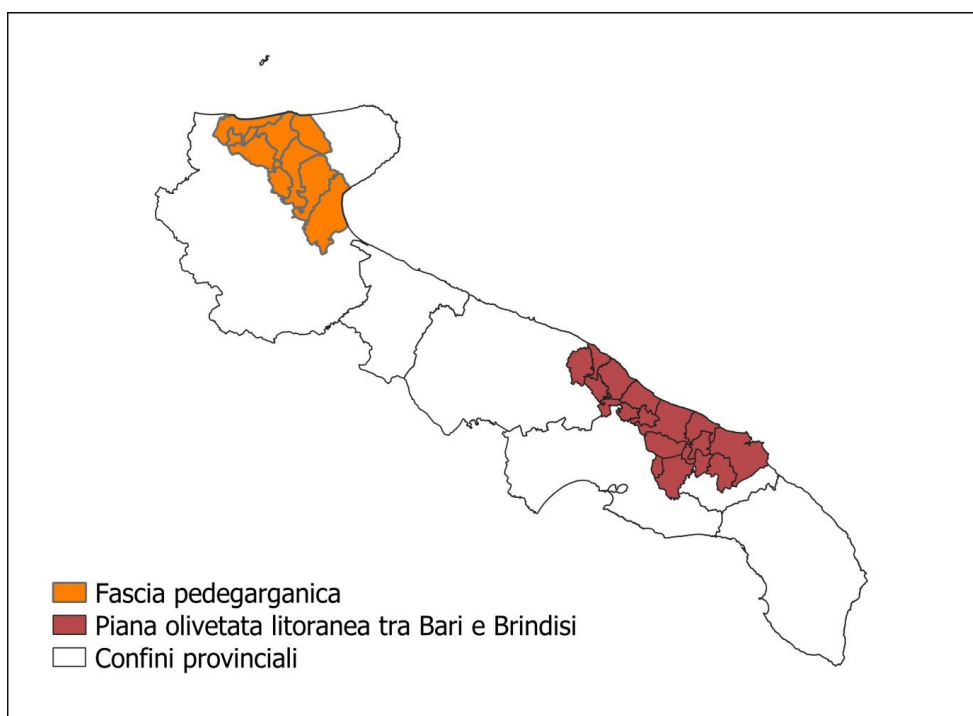 Fascia pedegarganica
Piana olivetata litoranea tra Bari e Brindisi
Confini provinciali